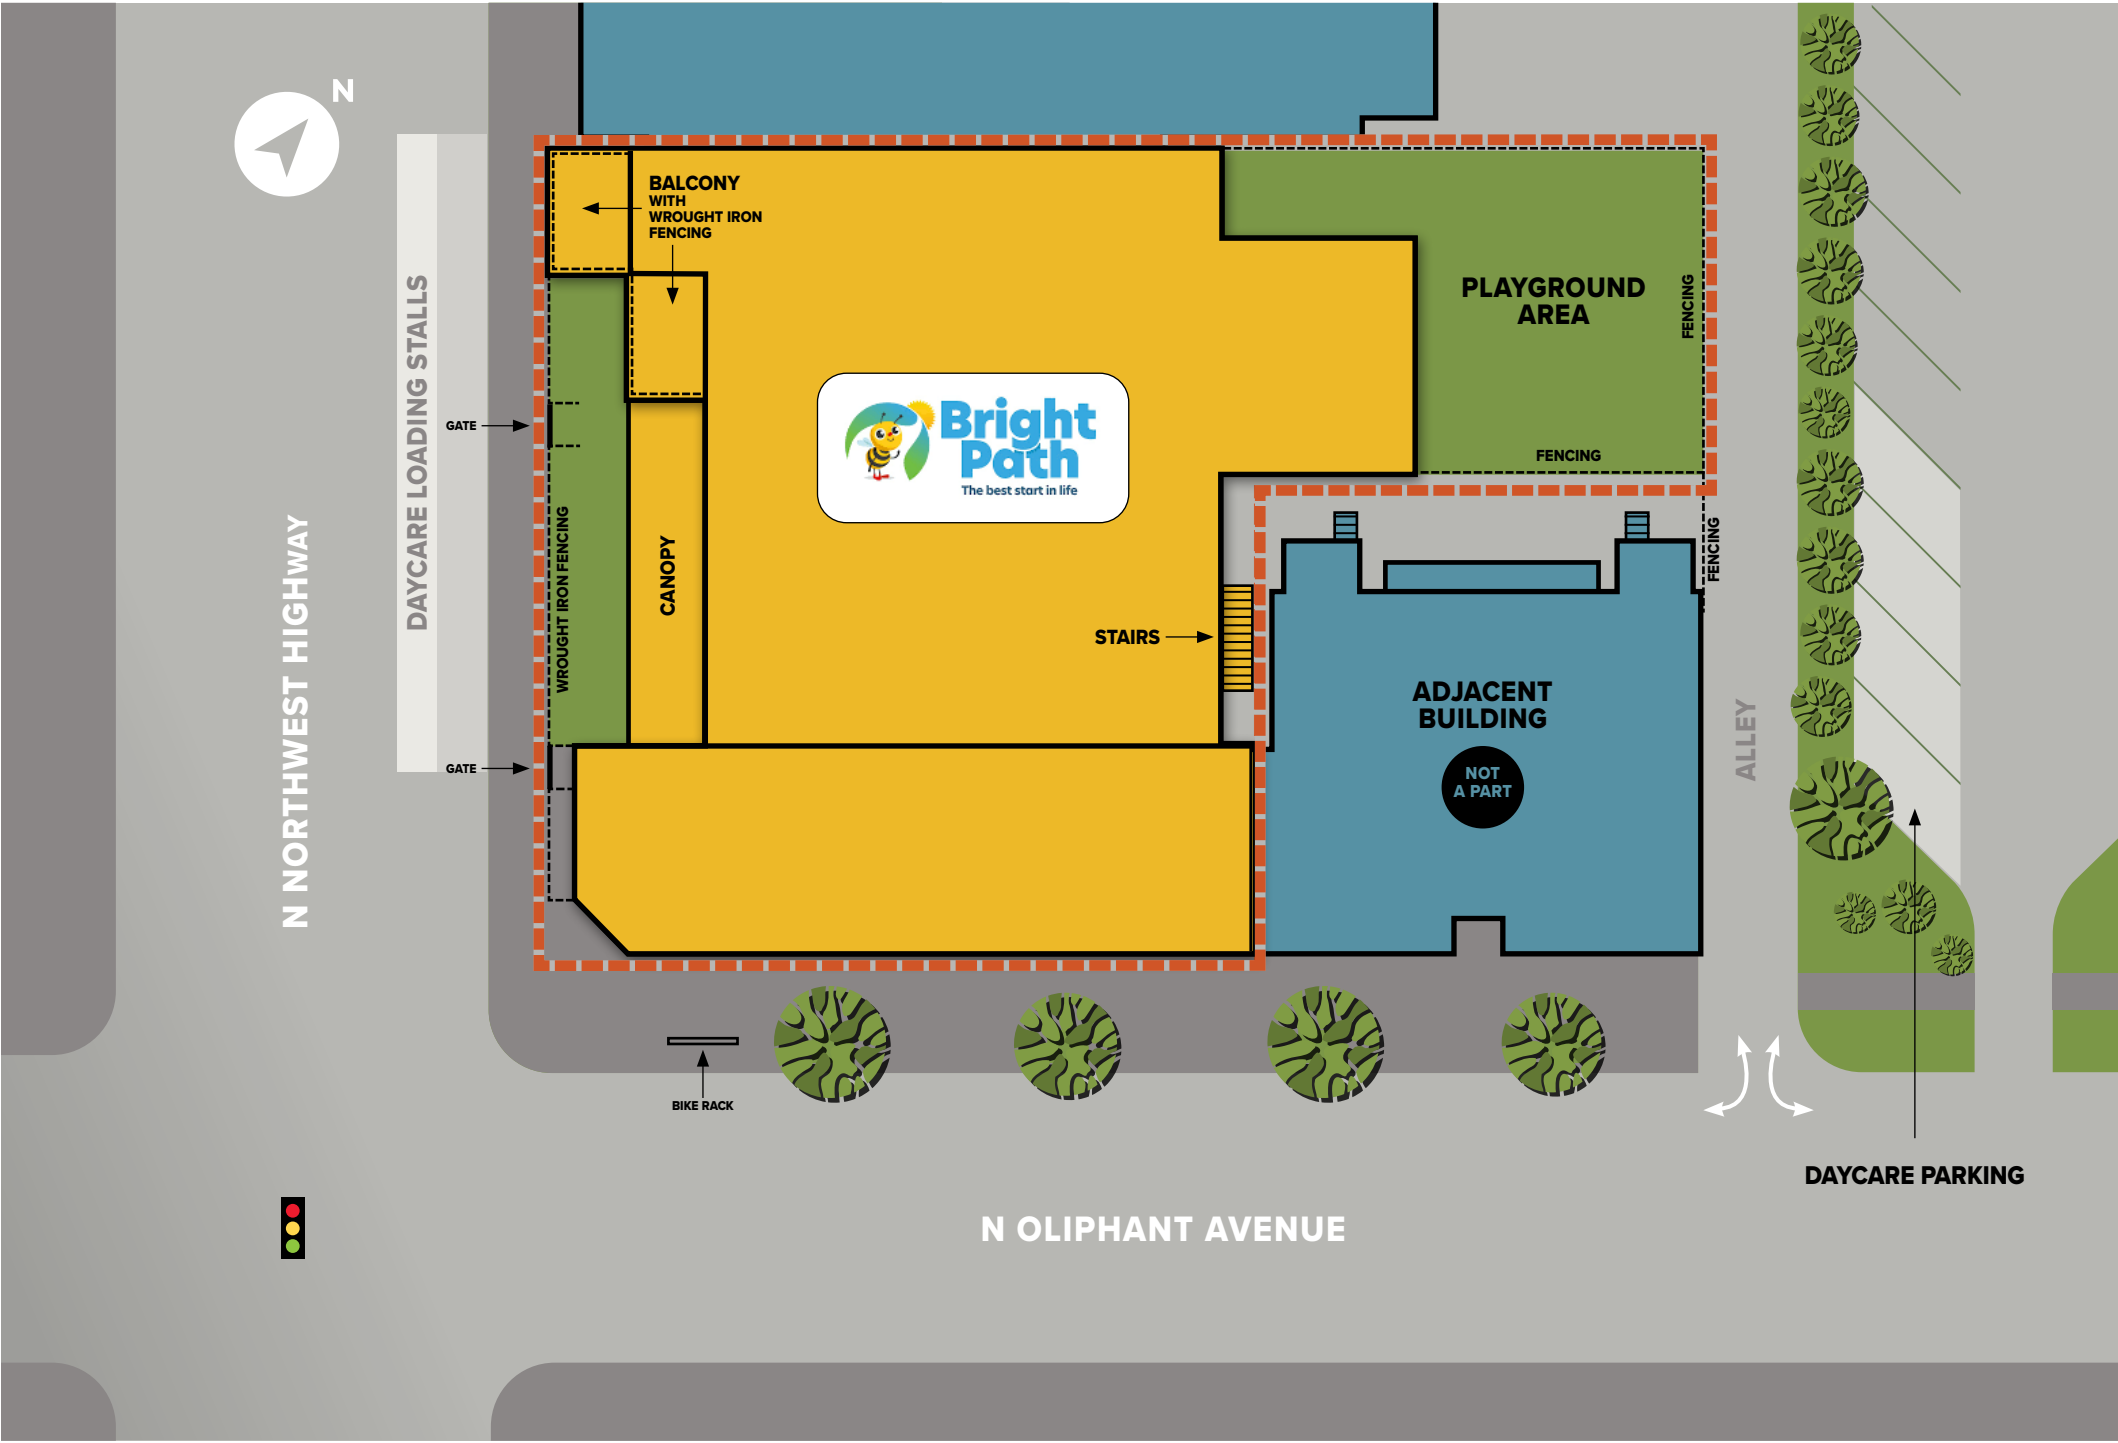 N
BALCONY
WITH
WROUGHT IRON
FENCING
DAYCARE LOADING STALLS
GATE
WROUGHT IRON FENCING
CANOPY
GATE
N NORTHWEST HIGHWAY
Bright
Path
The best start in life
PLAYGROUND
AREA
FENCING
FENCING
FENCING
STAIRS
ADJACENT
BUILDING
NOT
A PART
ALLEY
BIKE RACK
DAYCARE PARKING
N OLIPHANT AVENUE